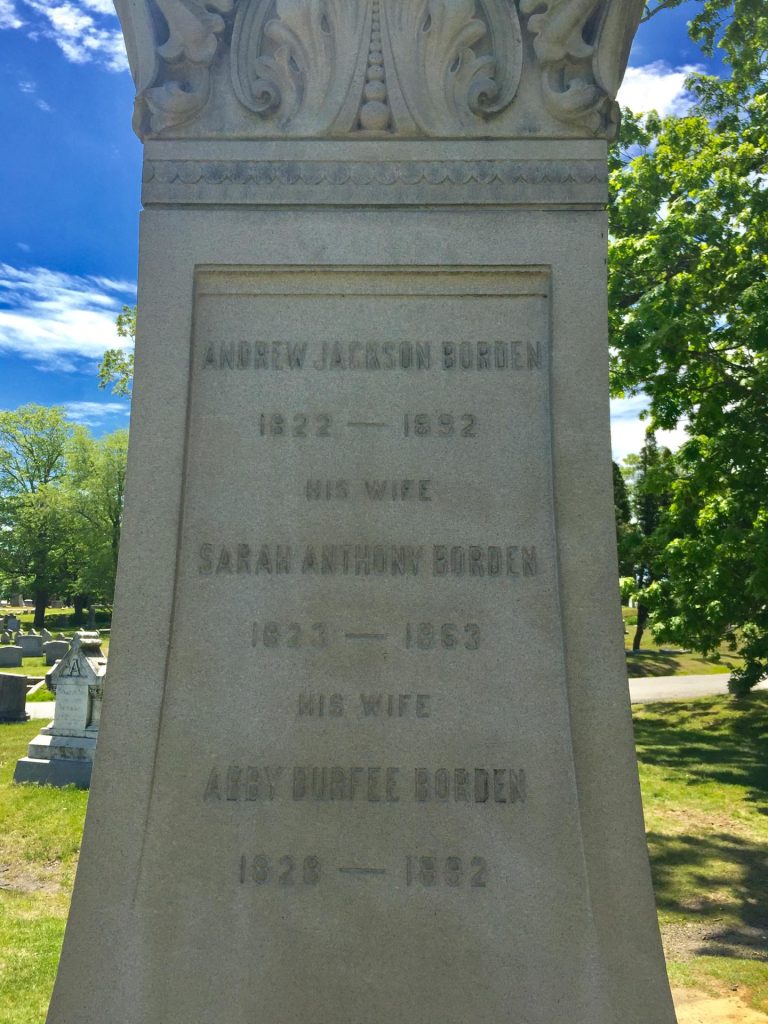 ANDREW JACKSON BORDEN
1822 — 1892
HIS WIFE
SARAH ANTHONY BORDEN
1823 — 1863
HIS WIFE
ABBY DURFEE BORDEN
1828 — 1892